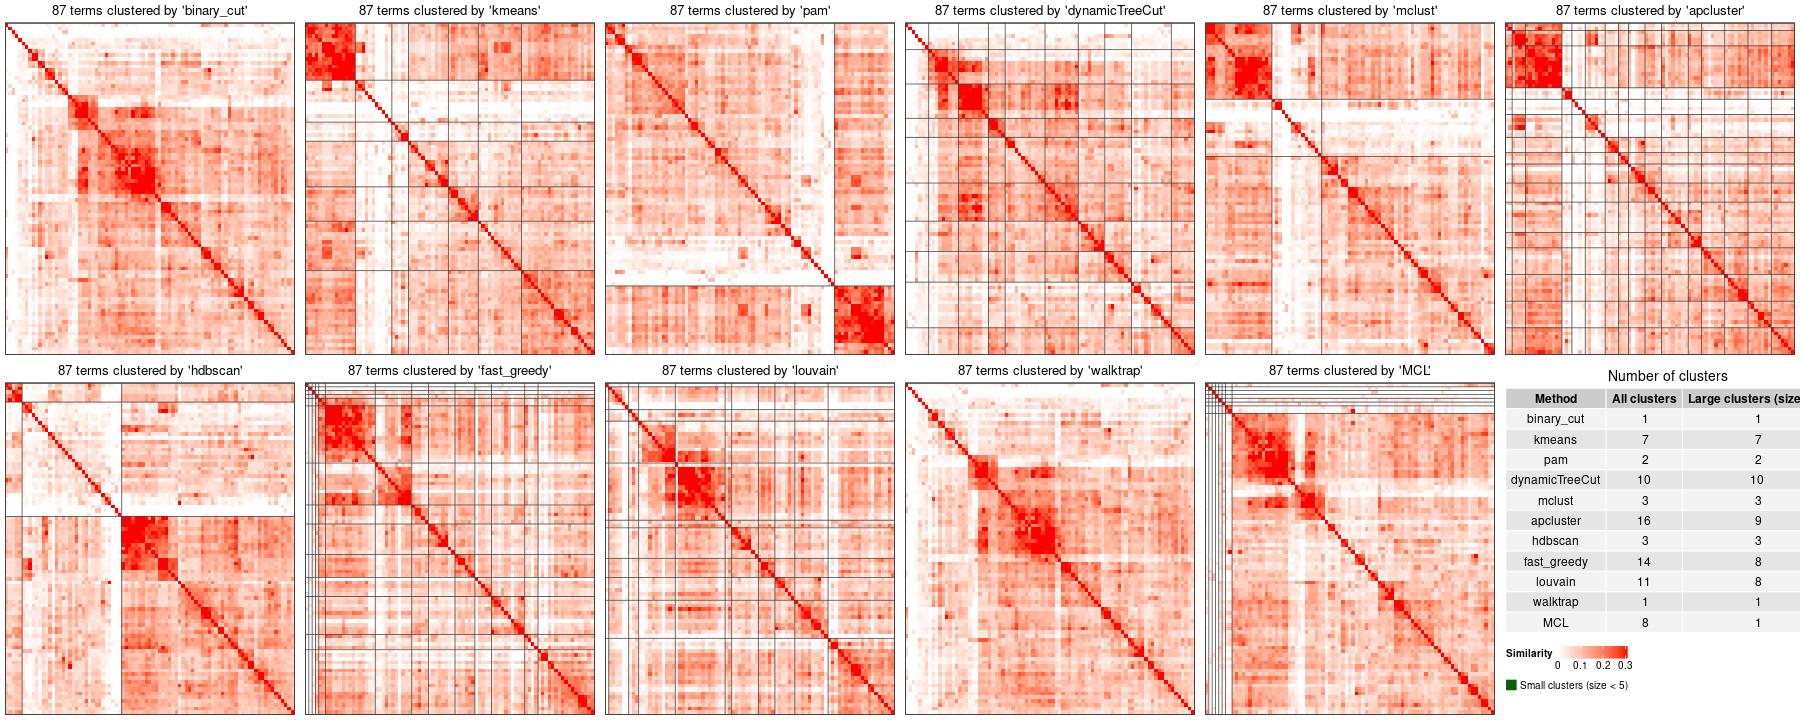 87 terms clustered by 'binary_cut'
87 terms clustered by 'kmeans'
87 terms clustered by 'pam'
87 terms clustered by 'dynamicTreeCut'
87 terms clustered by 'mclust'
87 terms clustered by 'apcluster'
87 terms clustered by 'hdbscan'
87 terms clustered by 'fast_greedy'
87 terms clustered by 'louvain'
87 terms clustered by 'walktrap'
87 terms clustered by 'MCL'
Number of clusters
Method All clusters Large clusters (size
binary_cut 1 1
kmeans 7 7
pam 2 2
dynamicTreeCut 10 10
mclust 3 3
apcluster 16 9
hdbscan 3 3
fast_greedy 14 8
louvain 11 8
walktrap 1 1
MCL 8 1
Similarity
0 0.1 0.2 0.3
Small clusters (size < 5)